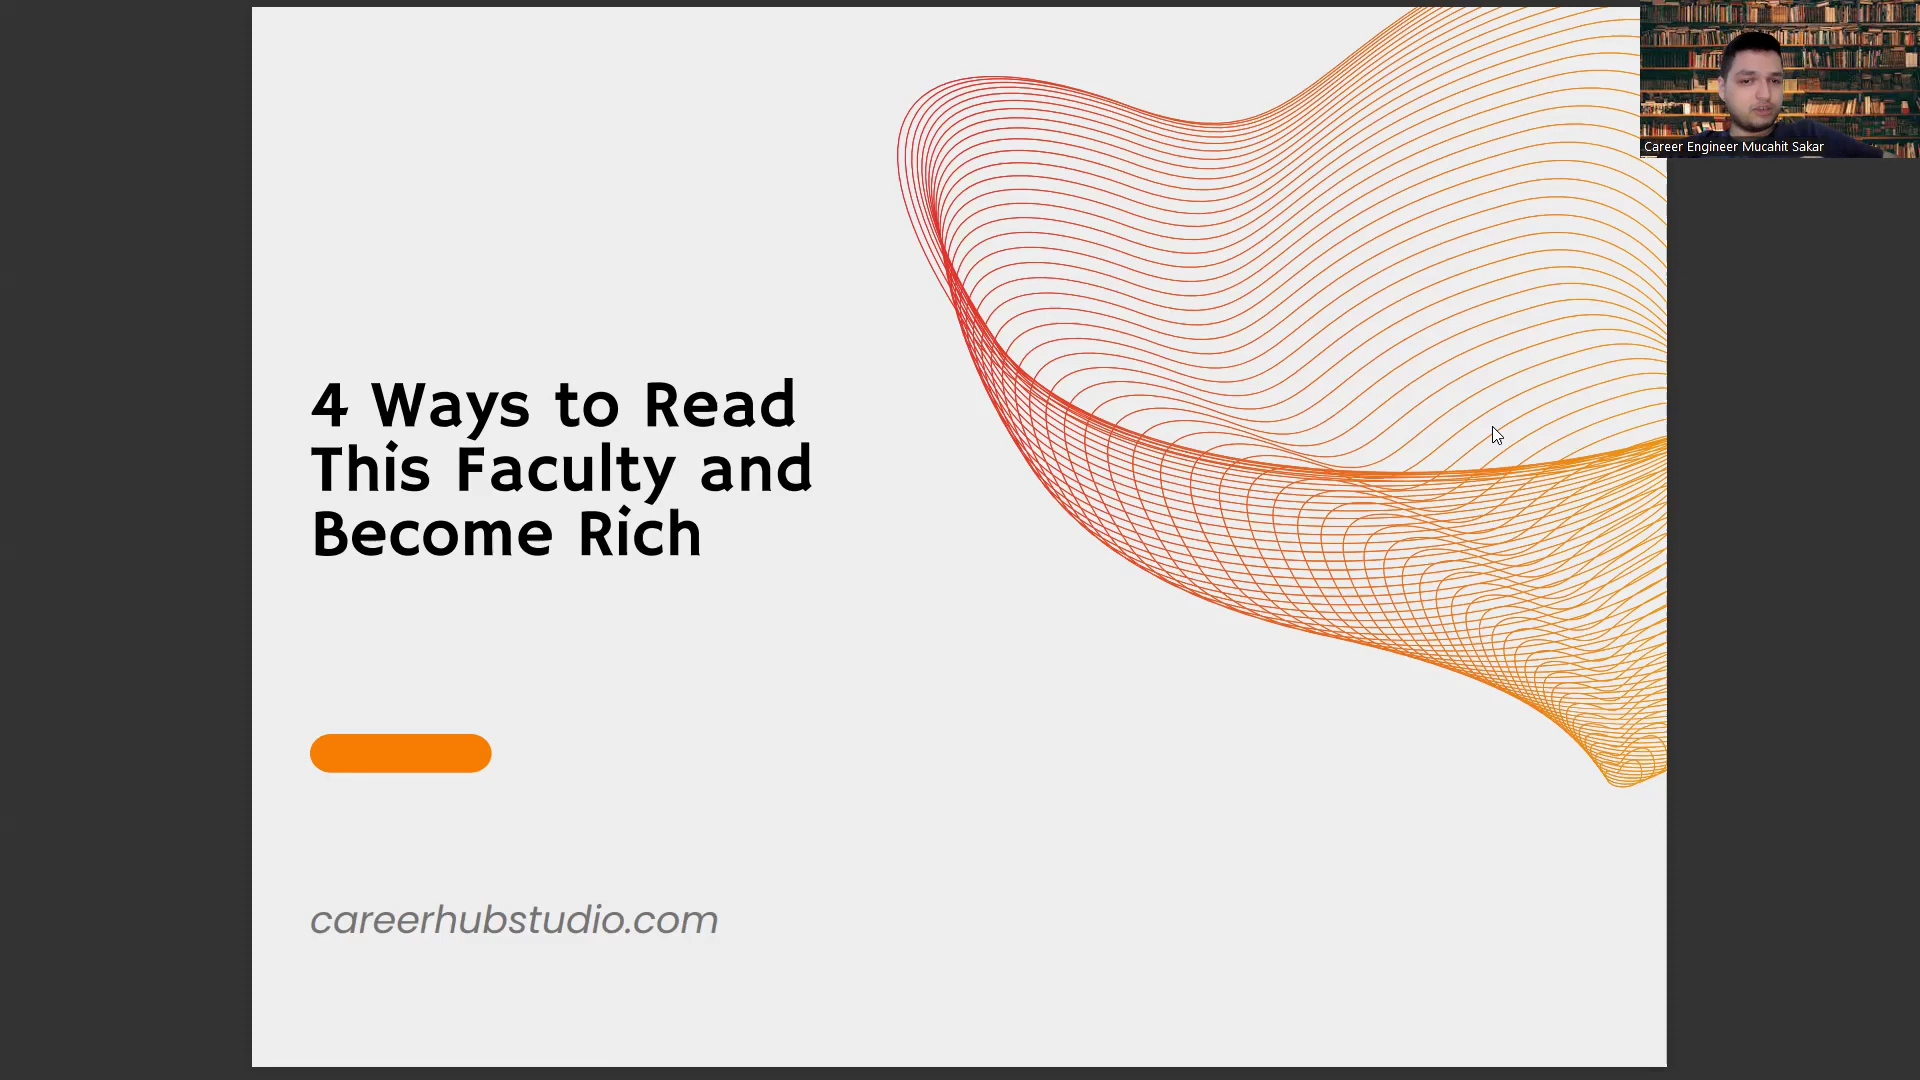 4 Ways to Read
This Faculty and
Become Rich
careerhubstudio.com
Career Engineer Mucahit Sakar